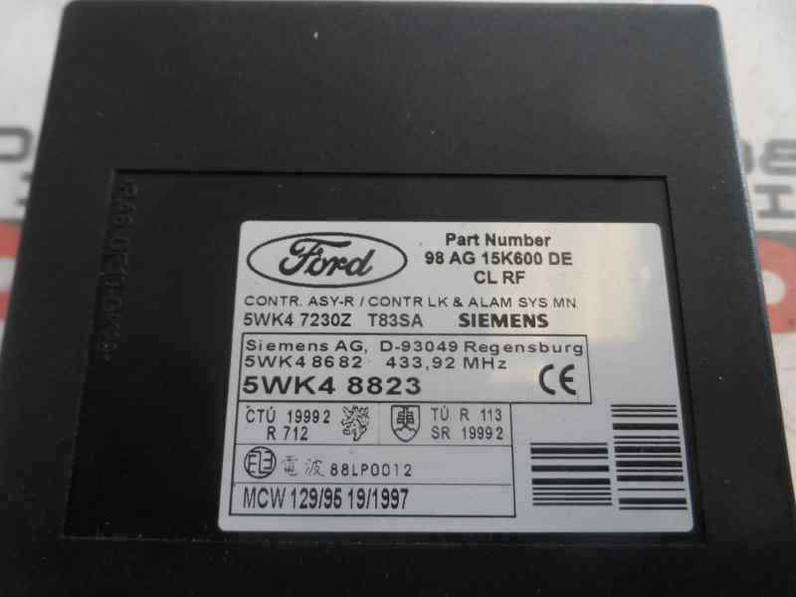 Ford
Part Number
98 AG 15K600 DE
CL RF
CONTR. ASY-R / CONTR LK & ALAM SYS MN
5WK4 7230Z T83SA SIEMENS
Siemens AG, D-93049 Regensburg
5WK4 8682 433,92 MHz
5WK4 8823 CE
CTÚ 1999 2
R 712
TÚ R 113
SR 1999 2
電波 88LP0012
MCW 129/95 19/1997